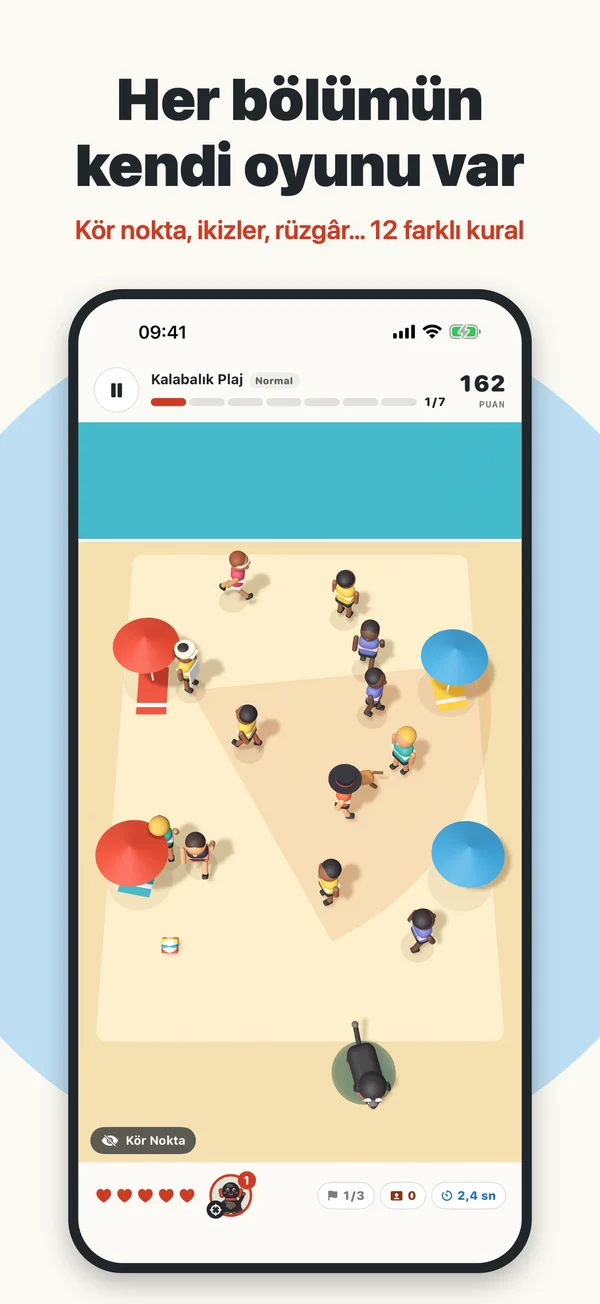 Her bölümün
kendi oyunu var
Kör nokta, ikizler, rüzgâr... 12 farklı kural
09:41
Kalabalık Plaj Normal
162
1/7
PUAN
Kör Nokta
1
1/3
0
2,4 sn